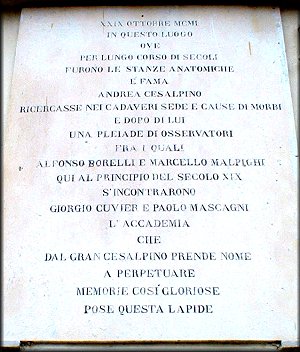 XXIX OTTOBRE MCMI
IN QUESTO LUOGO
OVE
PER LUNGO CORSO DI SECOLI
FURONO LE STANZE ANATOMICHE
È FAMA
ANDREA CESALPINO
RICERCASSE NEI CADAVERI SEDE E CAUSE DI MORBI
E DOPO DI LUI
UNA PLEIADE DI OSSERVATORI
FRA I QUALI
ALFONSO BORELLI E MARCELLO MALPIGHI
QUI AL PRINCIPIO DEL SECOLO XIX
S'INCONTRARONO
GIORGIO CUVIER E PAOLO MASCAGNI
L'ACCADEMIA
CHE
DAL GRAN CESALPINO PRENDE NOME
A PERPETUARE
MEMORIE COSÍ GLORIOSE
POSE QUESTA LAPIDE